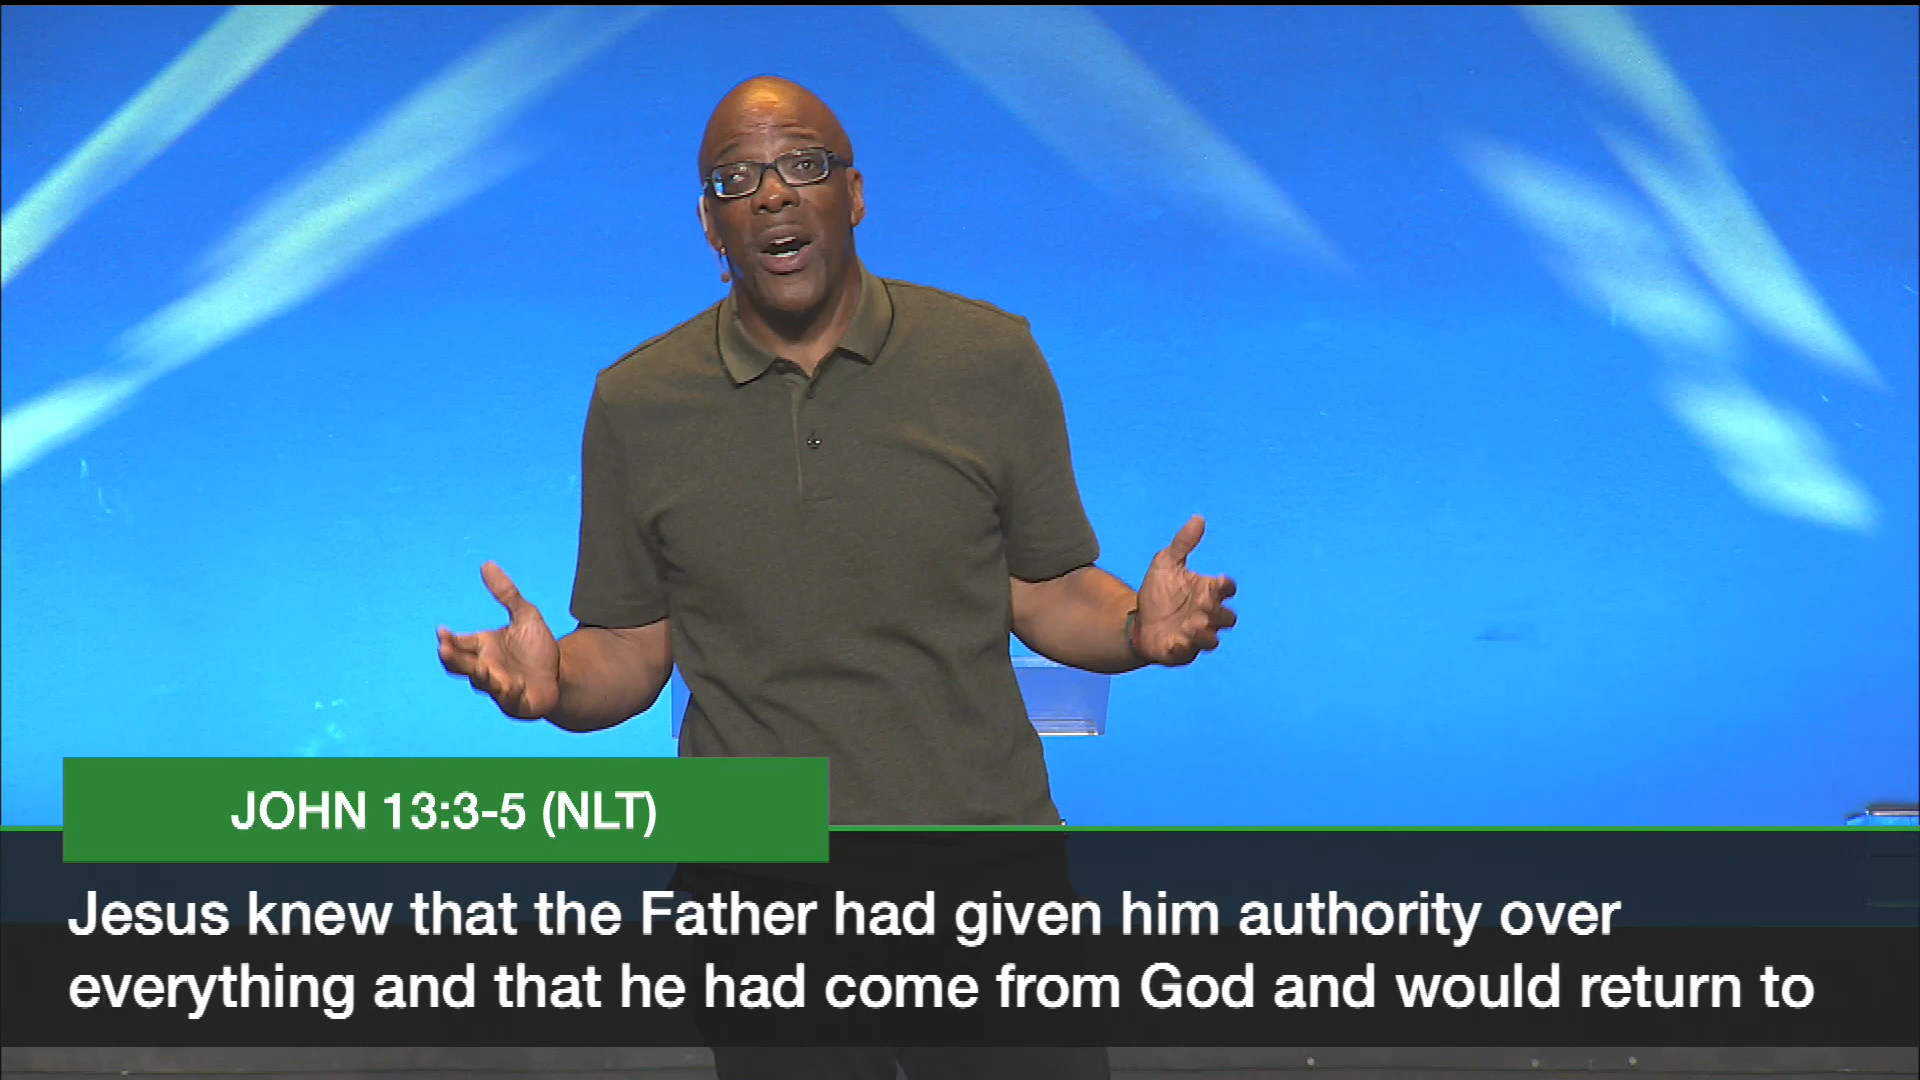 JOHN 13:3-5 (NLT)
Jesus knew that the Father had given him authority over
everything and that he had come from God and would return to